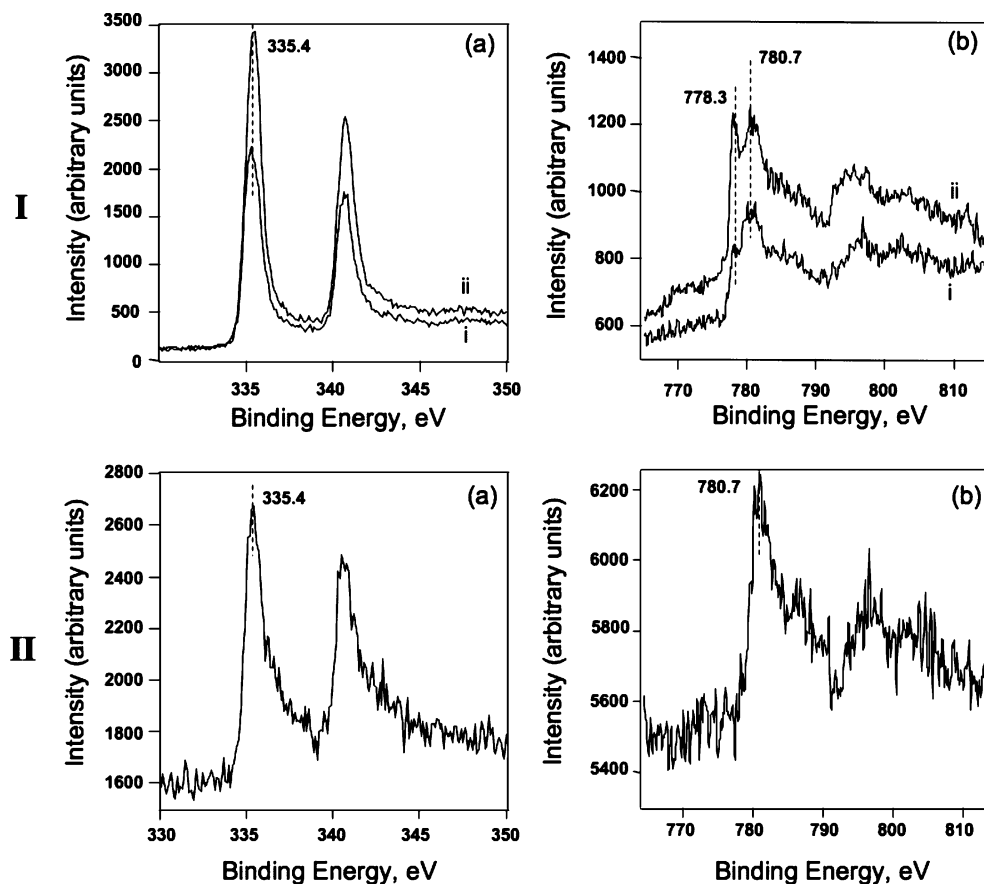 I
(a)
335.4
3500
3000
2500
2000
1500
1000
500
0
Intensity (arbitrary units)
ii
i
335
340
345
350
Binding Energy, eV
(b)
780.7
778.3
1400
1200
1000
800
600
Intensity (arbitrary units)
ii
i
770
780
790
800
810
Binding Energy, eV
II
(a)
335.4
2800
2600
2400
2200
2000
1800
1600
Intensity (arbitrary units)
330
335
340
345
350
Binding Energy, eV
(b)
780.7
6200
6000
5800
5600
5400
Intensity (arbitrary units)
770
780
790
800
810
Binding Energy, eV